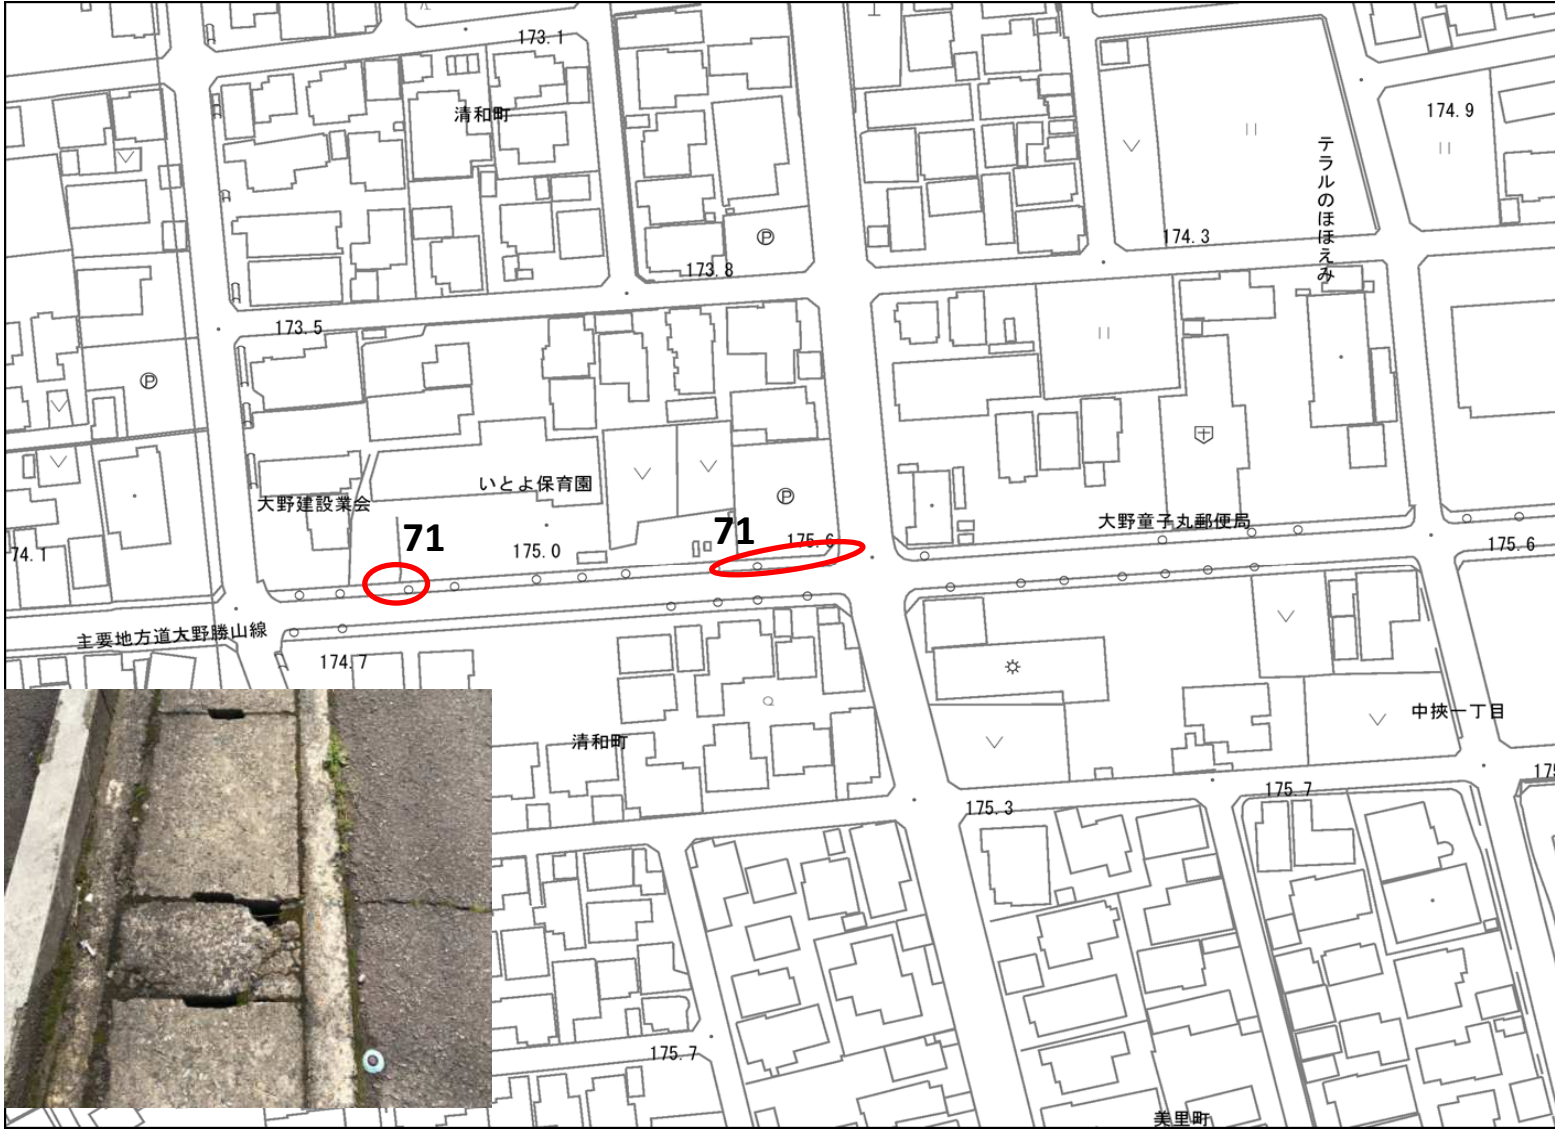 173.1
清和町
174.9
テラルのほほえみ
174.3
173.8
P
173.5
P
いとよ保育園
大野建設業会
P
大野童子丸郵便局
71
71
74.1
175.0
175.6
175.6
主要地方道大野勝山線
174.7
中挾一丁目
清和町
175.3
175.7
175
175.7
美里町